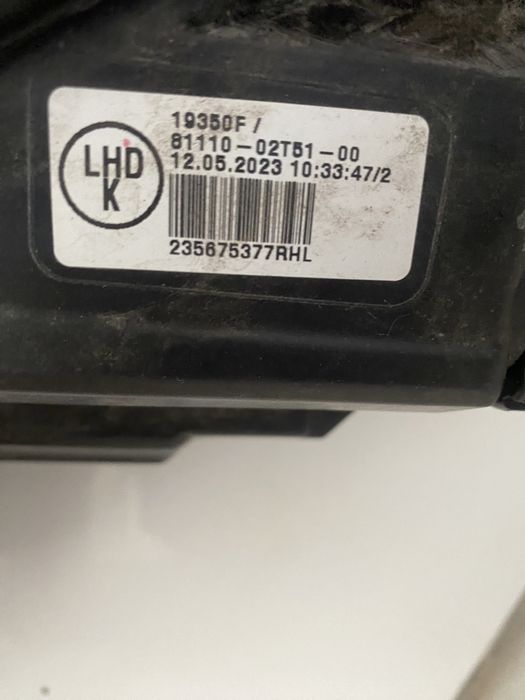 LHD
K
19350F /
81110-02T51-00
12.05.2023 10:33:47/2
235675377RHL